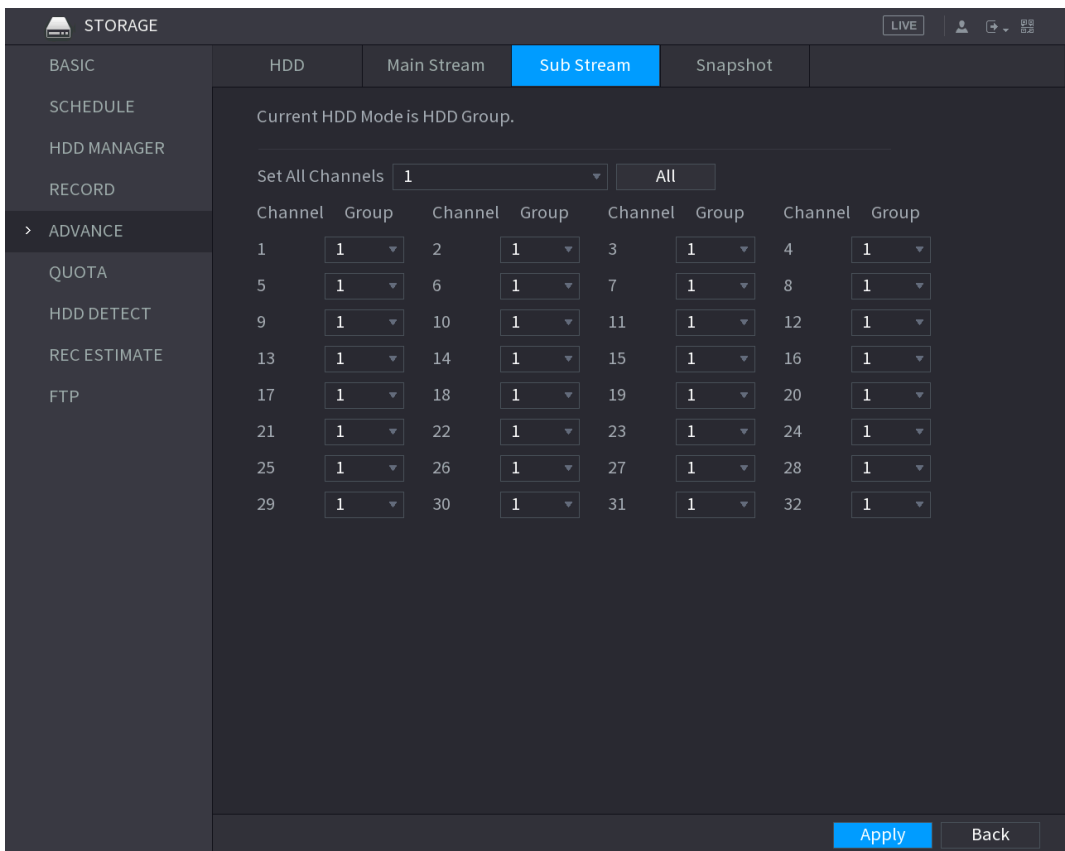 STORAGE LIVE
BASIC
SCHEDULE
HDD MANAGER
RECORD
ADVANCE
QUOTA
HDD DETECT
REC ESTIMATE
FTP
HDD Main Stream Sub Stream Snapshot
Current HDD Mode is HDD Group.
Set All Channels 1 All
Channel Group Channel Group Channel Group Channel Group
1 1 2 1 3 1 4 1
5 1 6 1 7 1 8 1
9 1 10 1 11 1 12 1
13 1 14 1 15 1 16 1
17 1 18 1 19 1 20 1
21 1 22 1 23 1 24 1
25 1 26 1 27 1 28 1
29 1 30 1 31 1 32 1
Apply Back